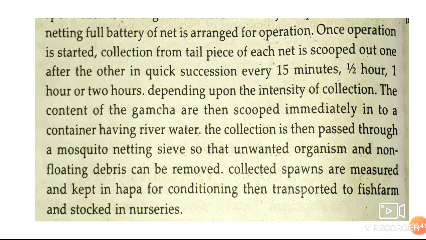 netting full battery of net is arranged for operation. Once operation
is started, collection from tail piece of each net is scooped out one
after the other in quick succession every 15 minutes, ½ hour, 1
hour or two hours. depending upon the intensity of collection. The
content of the gamcha are then scooped immediately in to a
container having river water. the collection is then passed through
a mosquito netting sieve so that unwanted organism and non-
floating debris can be removed. collected spawns are measured
and kept in hapa for conditioning then transported to fishfarm
and stocked in nurseries.